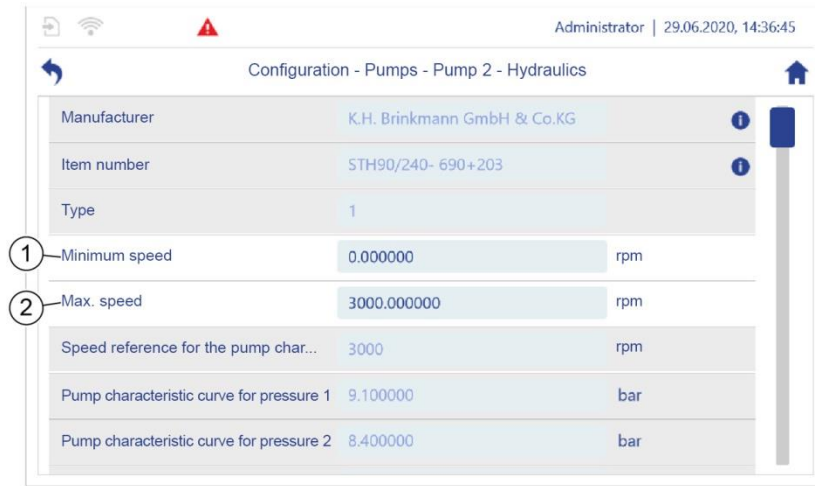 Administrator | 29.06.2020, 14:36:45
Configuration - Pumps - Pump 2 - Hydraulics
Manufacturer K.H. Brinkmann GmbH & Co.KG
Item number STH90/240- 690+203
Type 1
1 Minimum speed 0.000000 rpm
2 Max. speed 3000.000000 rpm
Speed reference for the pump char... 3000 rpm
Pump characteristic curve for pressure 1 9.100000 bar
Pump characteristic curve for pressure 2 8.400000 bar